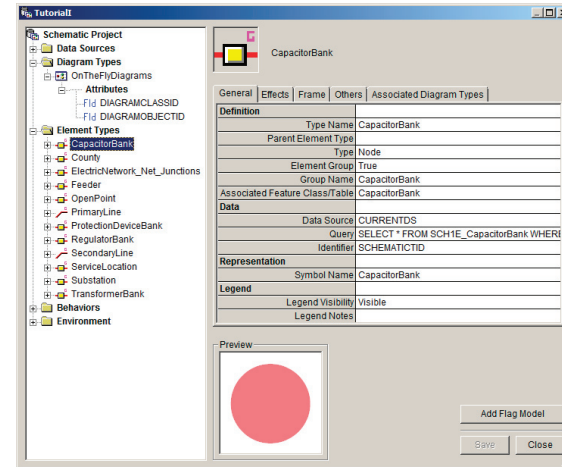 TutorialI
Schematic Project
Data Sources
Diagram Types
OnTheFlyDiagrams
Attributes
Fld DIAGRAMCLASSID
Fld DIAGRAMOBJECTID
Element Types
CapacitorBank
County
ElectricNetwork_Net_Junctions
Feeder
OpenPoint
PrimaryLine
ProtectionDeviceBank
RegulatorBank
SecondaryLine
ServiceLocation
Substation
TransformerBank
Behaviors
Environment
CapacitorBank
General Effects Frame Others Associated Diagram Types
Definition
Type Name CapacitorBank
Parent Element Type
Type Node
Element Group True
Group Name CapacitorBank
Associated Feature Class/Table CapacitorBank
Data
Data Source CURRENTDS
Query SELECT * FROM SCH1E_CapacitorBank WHERE
Identifier SCHEMATICTID
Representation
Symbol Name CapacitorBank
Legend
Legend Visibility Visible
Legend Notes
Preview
Add Flag Model
Save Close